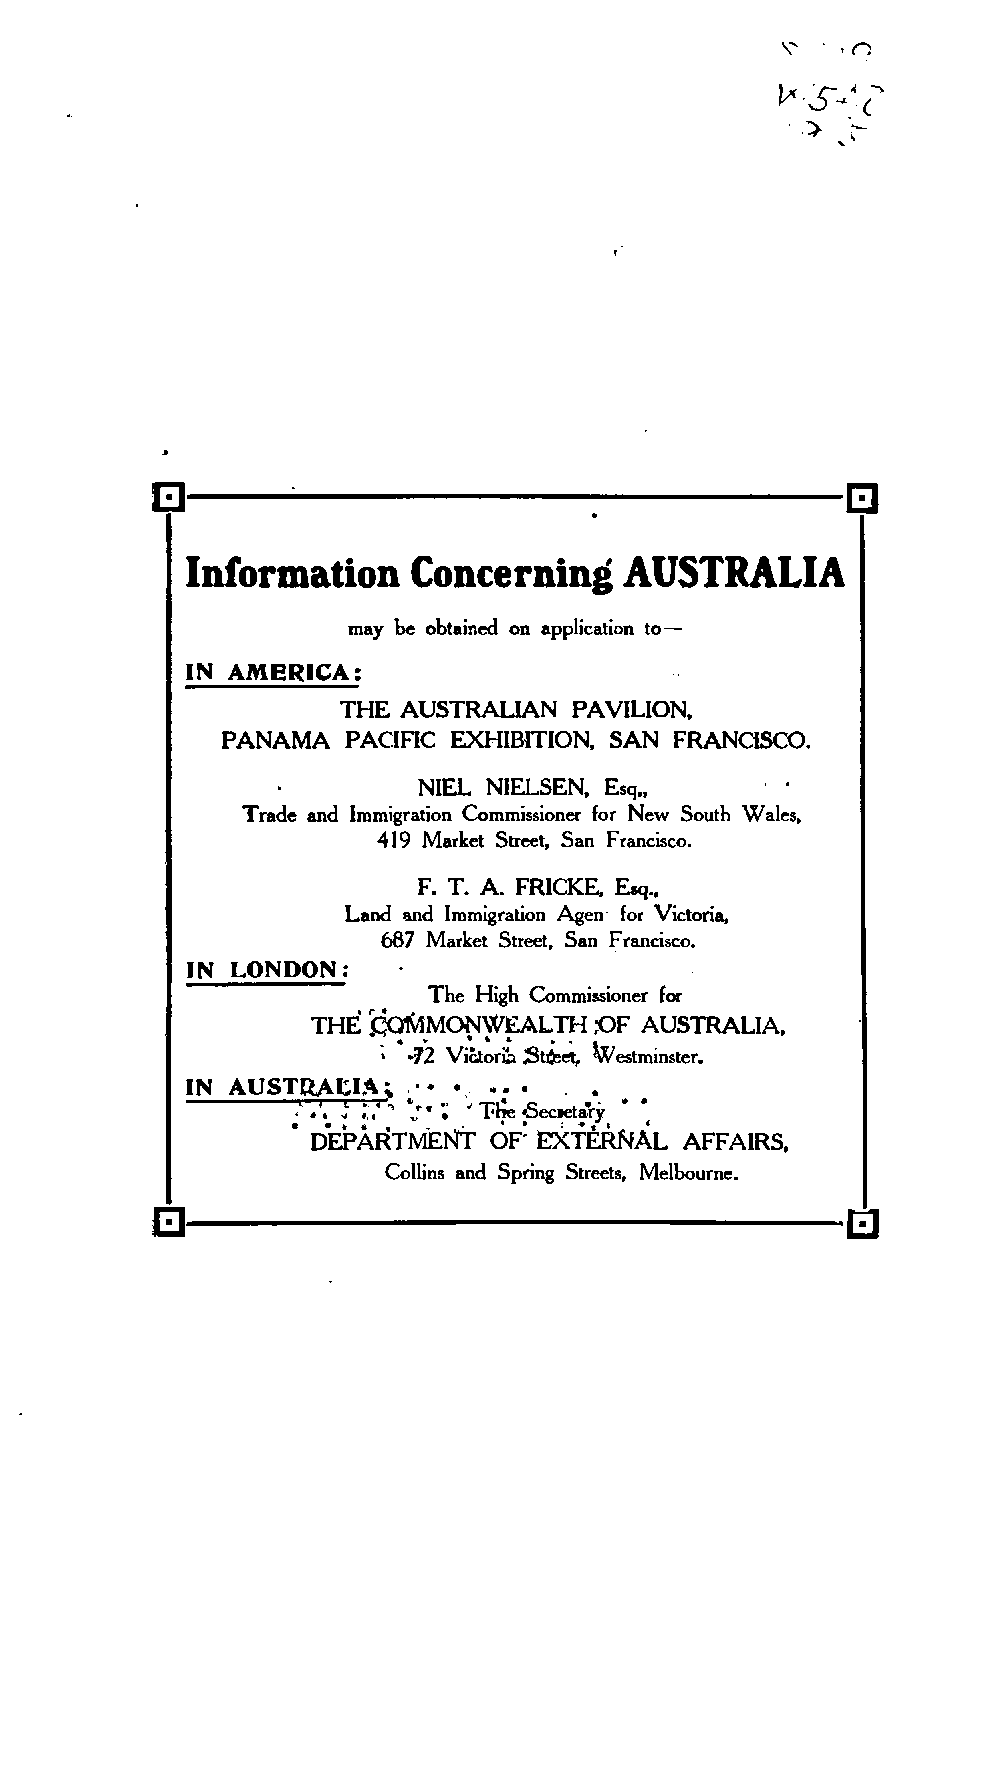 Information Concerning AUSTRALIA
may be obtained on application to—
IN AMERICA:
THE AUSTRALIAN PAVILION,
PANAMA PACIFIC EXHIBITION, SAN FRANCISCO.
NIEL NIELSEN, Esq.,
Trade and Immigration Commissioner for New South Wales,
419 Market Street, San Francisco.
F. T. A. FRICKE, Esq.,
Land and Immigration Agen for Victoria,
687 Market Street, San Francisco.
IN LONDON:
The High Commissioner for
THE COMMONWEALTH OF AUSTRALIA,
72 Victoria Street, Westminster.
IN AUSTRALIA:
The Secretary
DEPARTMENT OF EXTERNAL AFFAIRS,
Collins and Spring Streets, Melbourne.